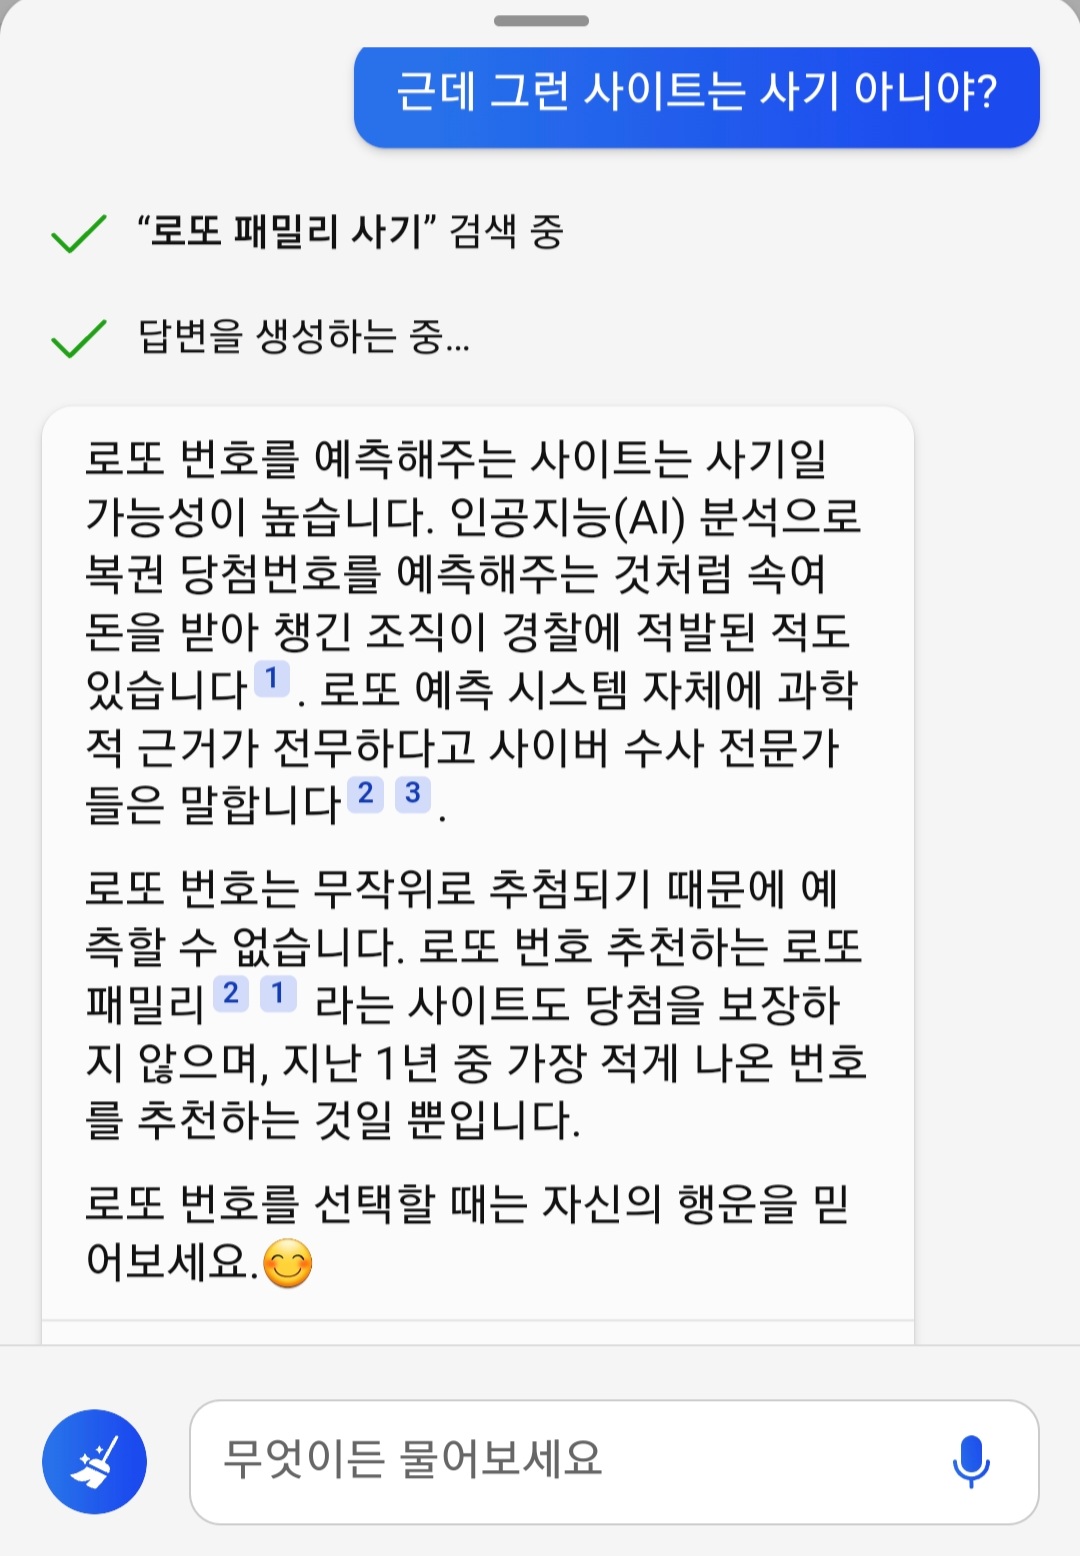 근데 그런 사이트는 사기 아니야?
“로또 패밀리 사기” 검색 중
답변을 생성하는 중...
로또 번호를 예측해주는 사이트는 사기일
가능성이 높습니다. 인공지능(AI) 분석으로
복권 당첨번호를 예측해주는 것처럼 속여
돈을 받아 챙긴 조직이 경찰에 적발된 적도
있습니다 1 . 로또 예측 시스템 자체에 과학
적 근거가 전무하다고 사이버 수사 전문가
들은 말합니다 2 3 .
로또 번호는 무작위로 추첨되기 때문에 예
측할 수 없습니다. 로또 번호 추천하는 로또
패밀리 2 1 라는 사이트도 당첨을 보장하
지 않으며, 지난 1년 중 가장 적게 나온 번호
를 추천하는 것일 뿐입니다.
로또 번호를 선택할 때는 자신의 행운을 믿
어보세요.😊
무엇이든 물어보세요